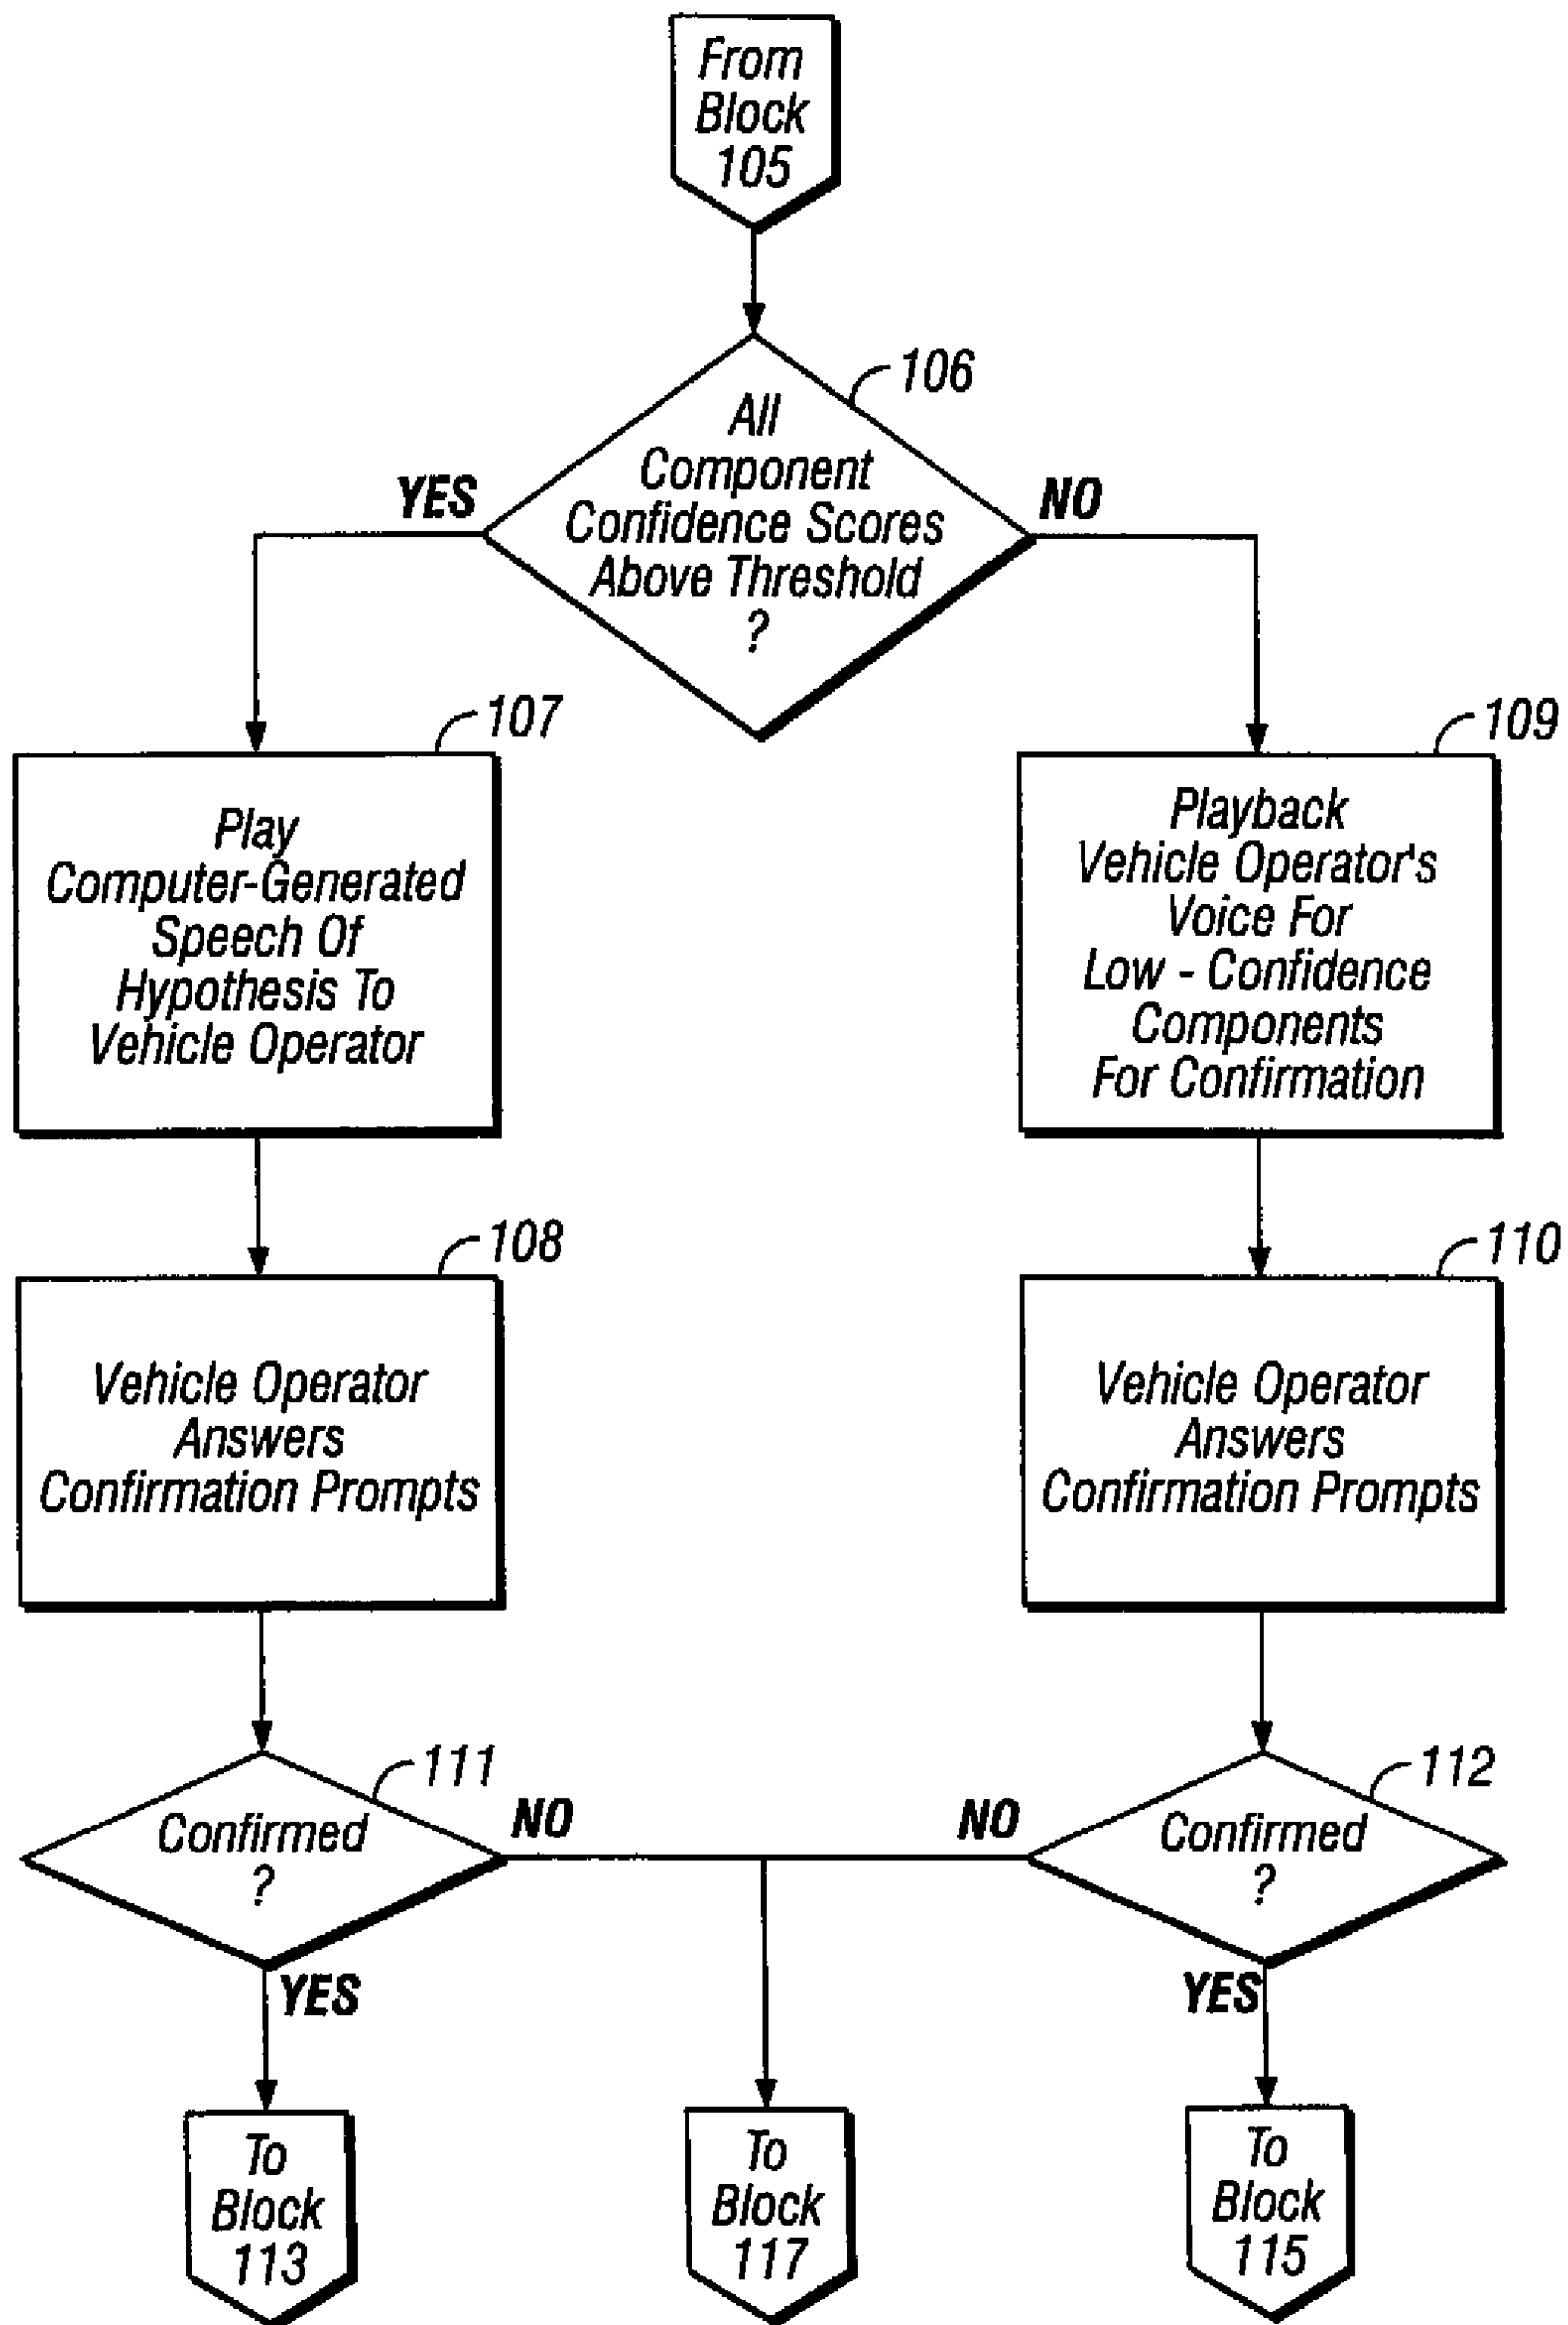 From
Block
105
106
All
Component
Confidence Scores
Above Threshold
?
YES
NO
107
Play
Computer-Generated
Speech Of
Hypothesis To
Vehicle Operator
109
Playback
Vehicle Operator's
Voice For
Low - Confidence
Components
For Confirmation
108
Vehicle Operator
Answers
Confirmation Prompts
110
Vehicle Operator
Answers
Confirmation Prompts
111
Confirmed
?
NO
NO
112
Confirmed
?
YES
YES
To
Block
113
To
Block
117
To
Block
115